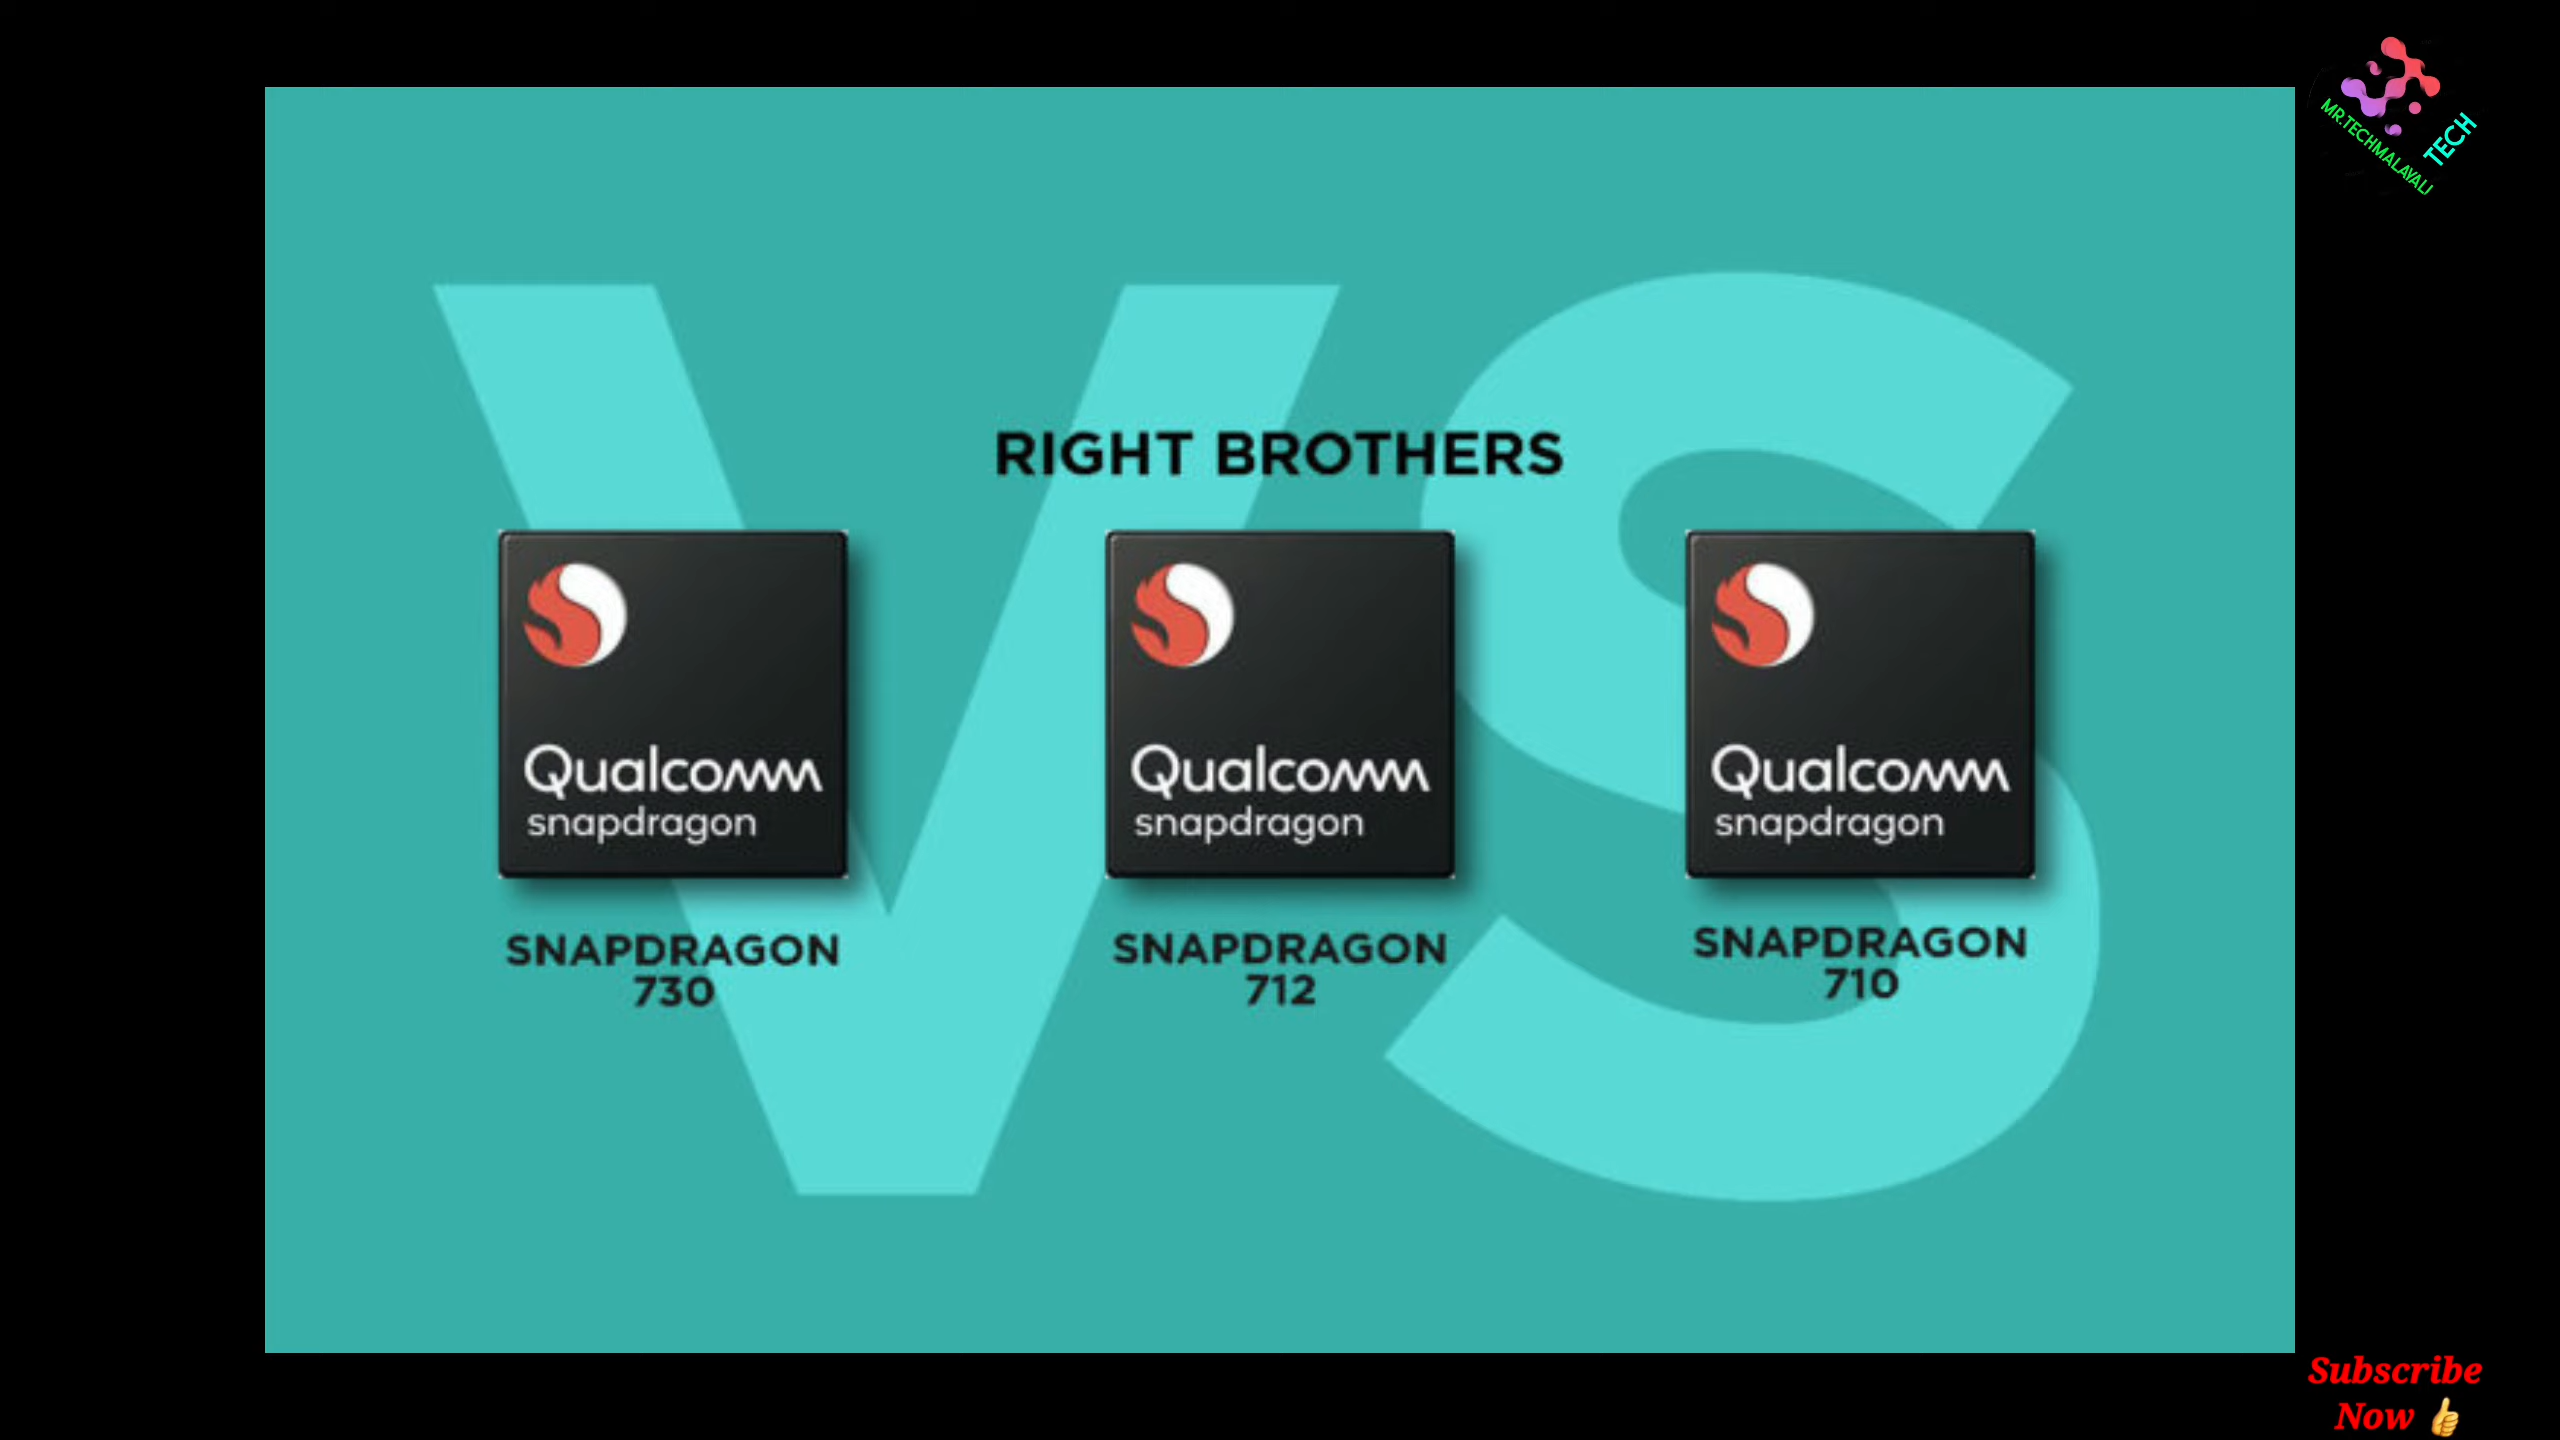 MR.TECHMALAYALI
TECH
VS
RIGHT BROTHERS
Qualcomm
snapdragon
SNAPDRAGON
730
Qualcomm
snapdragon
SNAPDRAGON
712
Qualcomm
snapdragon
SNAPDRAGON
710
Subscribe
Now 👍